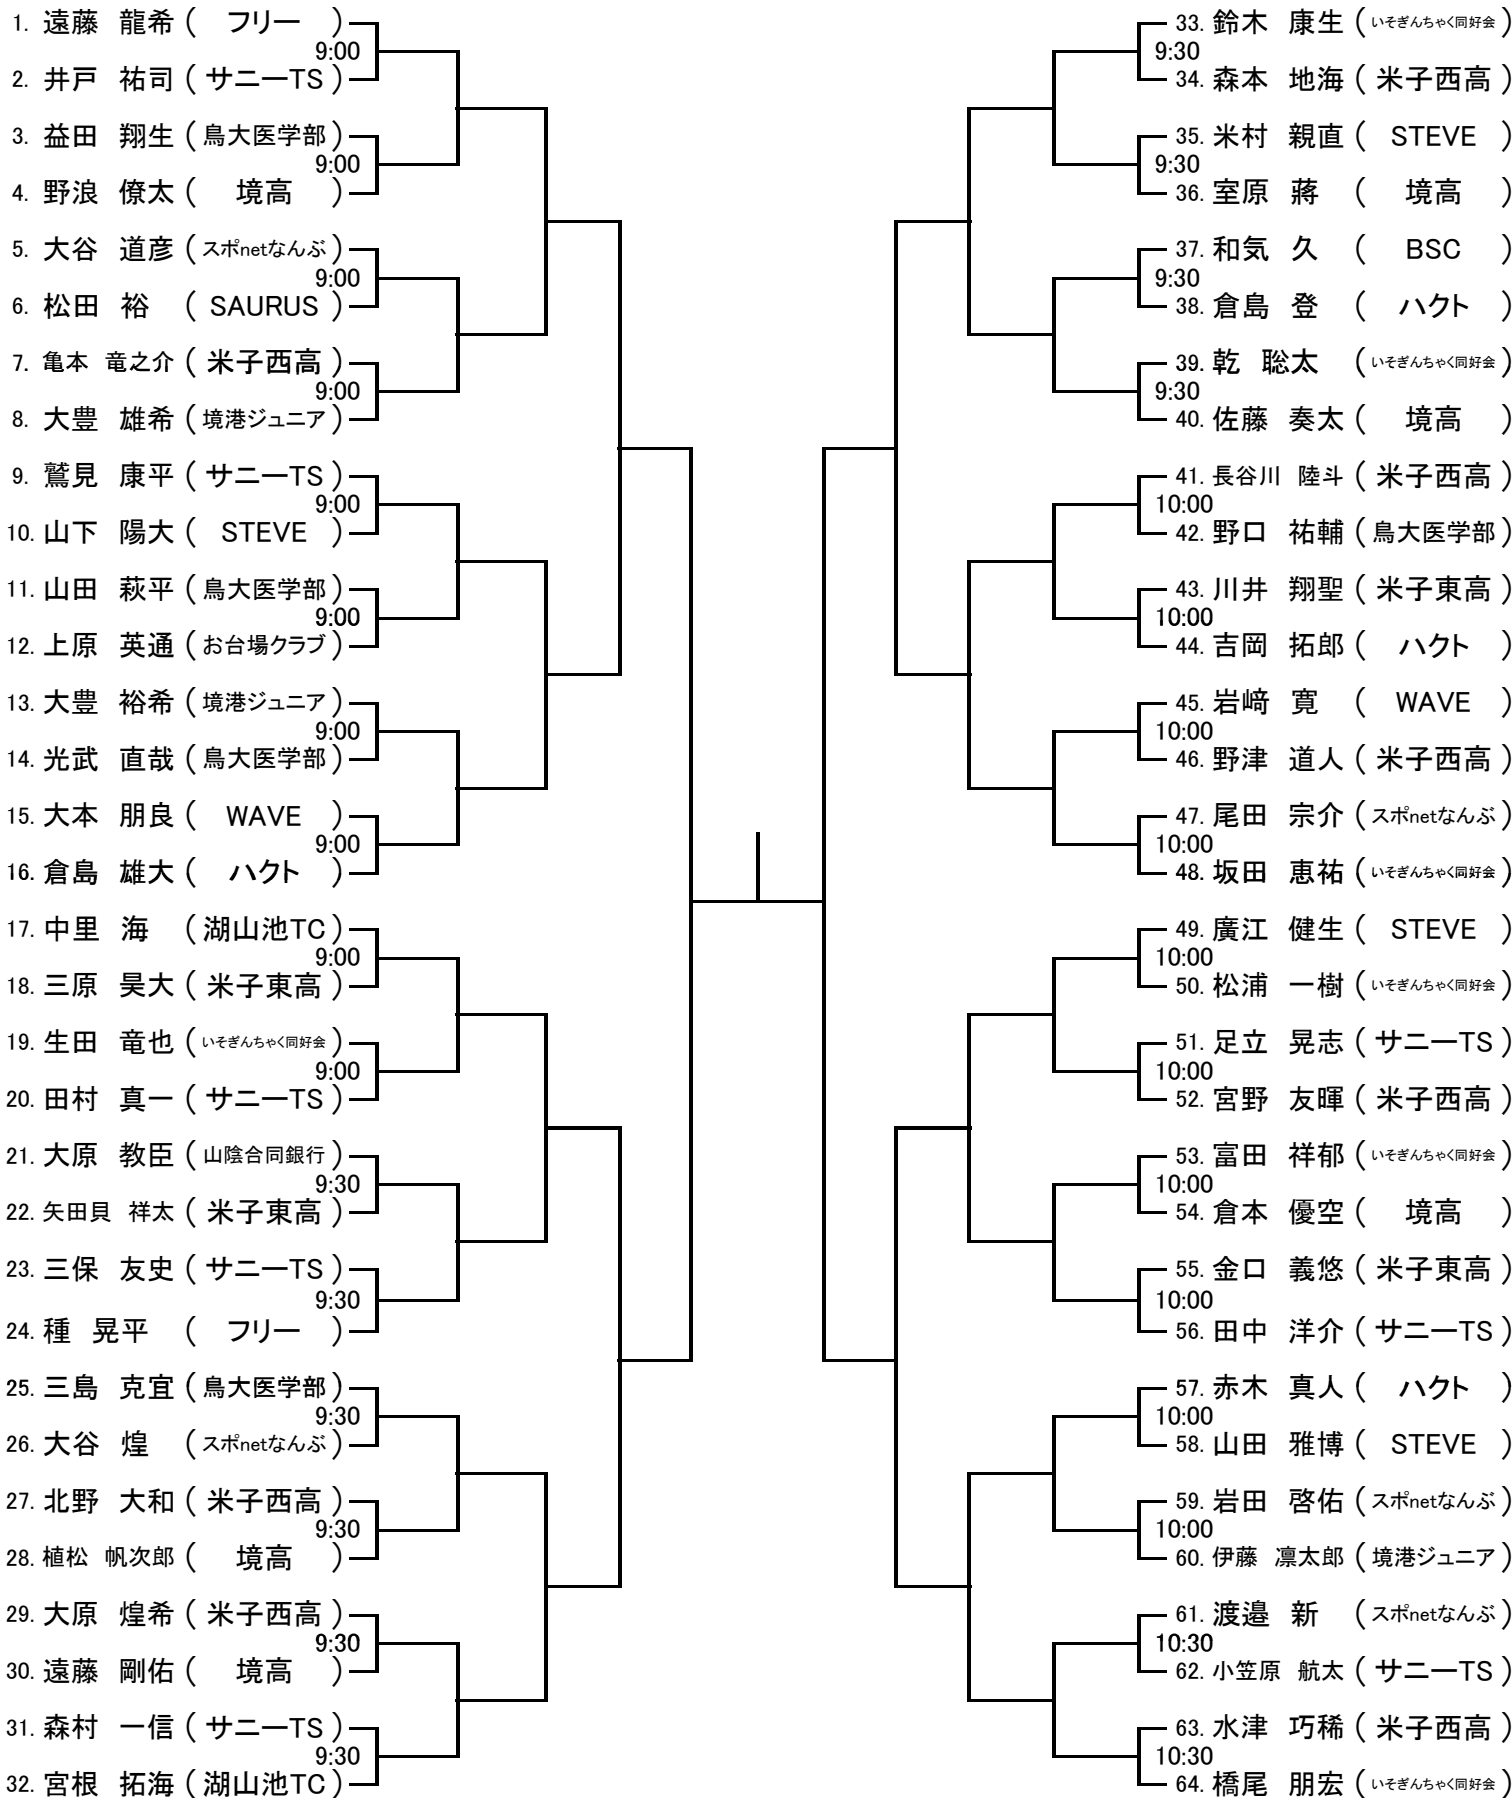 1. 遠藤 龍希 ( フリー )
9:00
2. 井戸 祐司 ( サニーTS )
3. 益田 翔生 ( 鳥大医学部 )
9:00
4. 野浪 僚太 ( 境高 )
5. 大谷 道彦 ( スポnetなんぶ )
9:00
6. 松田 裕 ( SAURUS )
7. 亀本 竜之介 ( 米子西高 )
9:00
8. 大豊 雄希 ( 境港ジュニア )
9. 鷲見 康平 ( サニーTS )
9:00
10. 山下 陽大 ( STEVE )
11. 山田 萩平 ( 鳥大医学部 )
9:00
12. 上原 英通 ( お台場クラブ )
13. 大豊 裕希 ( 境港ジュニア )
9:00
14. 光武 直哉 ( 鳥大医学部 )
15. 大本 朋良 ( WAVE )
9:00
16. 倉島 雄大 ( ハクト )
17. 中里 海 ( 湖山池TC )
9:00
18. 三原 昊大 ( 米子東高 )
19. 生田 竜也 ( いそぎんちゃく同好会 )
9:00
20. 田村 真一 ( サニーTS )
21. 大原 教臣 ( 山陰合同銀行 )
9:30
22. 矢田貝 祥太 ( 米子東高 )
23. 三保 友史 ( サニーTS )
9:30
24. 種 晃平 ( フリー )
25. 三島 克宜 ( 鳥大医学部 )
9:30
26. 大谷 煌 ( スポnetなんぶ )
27. 北野 大和 ( 米子西高 )
9:30
28. 植松 帆次郎 ( 境高 )
29. 大原 煌希 ( 米子西高 )
9:30
30. 遠藤 剛佑 ( 境高 )
31. 森村 一信 ( サニーTS )
9:30
32. 宮根 拓海 ( 湖山池TC )
33. 鈴木 康生 ( いそぎんちゃく同好会 )
9:30
34. 森本 地海 ( 米子西高 )
35. 米村 親直 ( STEVE )
9:30
36. 室原 蔣 ( 境高 )
37. 和気 久 ( BSC )
9:30
38. 倉島 登 ( ハクト )
39. 乾 聡太 ( いそぎんちゃく同好会 )
9:30
40. 佐藤 奏太 ( 境高 )
41. 長谷川 陸斗 ( 米子西高 )
10:00
42. 野口 祐輔 ( 鳥大医学部 )
43. 川井 翔聖 ( 米子東高 )
10:00
44. 吉岡 拓郎 ( ハクト )
45. 岩﨑 寛 ( WAVE )
10:00
46. 野津 道人 ( 米子西高 )
47. 尾田 宗介 ( スポnetなんぶ )
10:00
48. 坂田 恵祐 ( いそぎんちゃく同好会 )
49. 廣江 健生 ( STEVE )
10:00
50. 松浦 一樹 ( いそぎんちゃく同好会 )
51. 足立 晃志 ( サニーTS )
10:00
52. 宮野 友暉 ( 米子西高 )
53. 富田 祥郁 ( いそぎんちゃく同好会 )
10:00
54. 倉本 優空 ( 境高 )
55. 金口 義悠 ( 米子東高 )
10:00
56. 田中 洋介 ( サニーTS )
57. 赤木 真人 ( ハクト )
10:00
58. 山田 雅博 ( STEVE )
59. 岩田 啓佑 ( スポnetなんぶ )
10:00
60. 伊藤 凛太郎 ( 境港ジュニア )
61. 渡邉 新 ( スポnetなんぶ )
10:30
62. 小笠原 航太 ( サニーTS )
63. 水津 巧稀 ( 米子西高 )
10:30
64. 橋尾 朋宏 ( いそぎんちゃく同好会 )